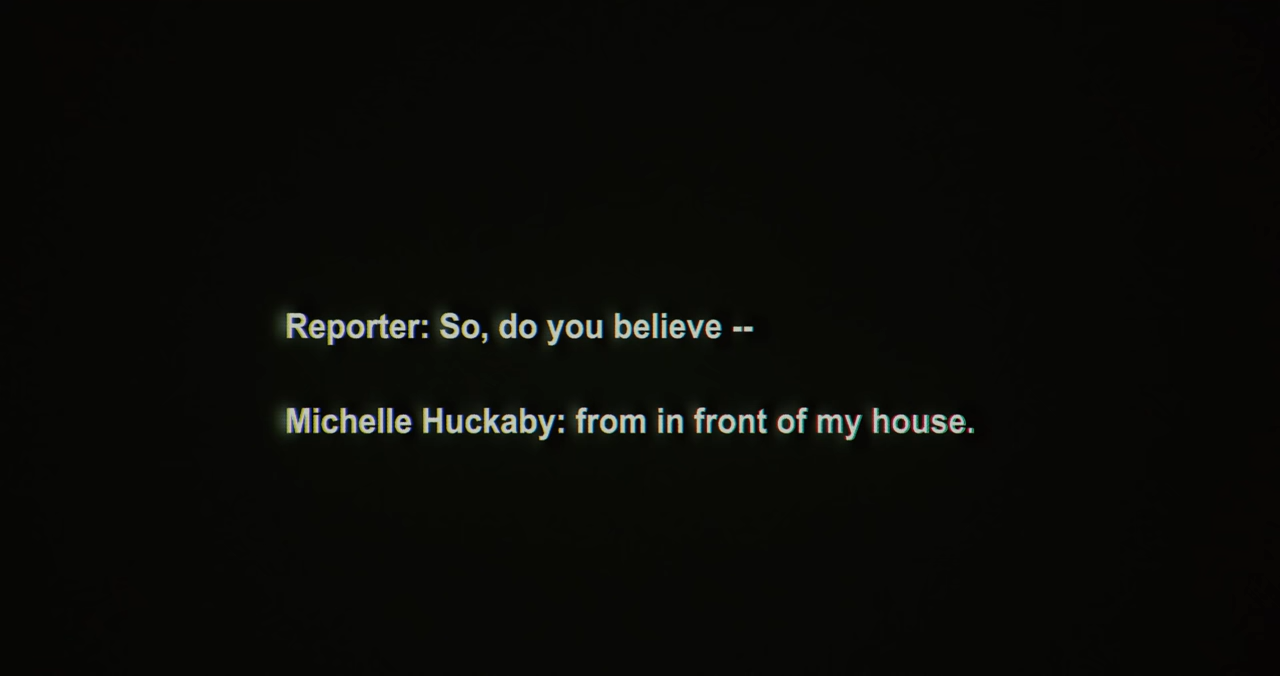 Reporter: So, do you believe --
Michelle Huckaby: from in front of my house.